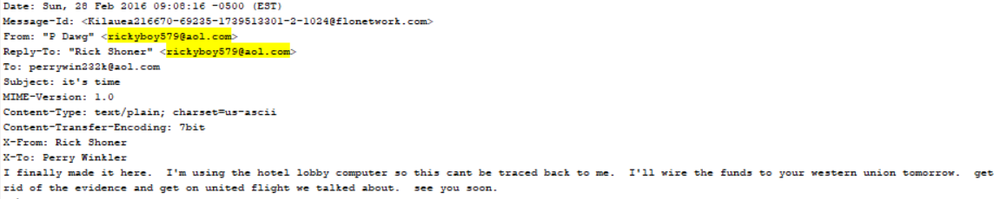 Date: Sun, 28 Feb 2016 09:08:16 -0500 (EST)
Message-Id: <Kilauea216670-69235-1739513301-2-1024@flonetwork.com>
From: "P Dawg" <rickyboy579@aol.com>
Reply-To: "Rick Shoner" <rickyboy579@aol.com>
To: perrywin232k@aol.com
Subject: it's time
MIME-Version: 1.0
Content-Type: text/plain; charset=us-ascii
Content-Transfer-Encoding: 7bit
X-From: Rick Shoner
X-To: Perry Winkler
I finally made it here.  I'm using the hotel lobby computer so this cant be traced back to me.  I'll wire the funds to your western union tomorrow.  get
rid of the evidence and get on united flight we talked about.  see you soon.